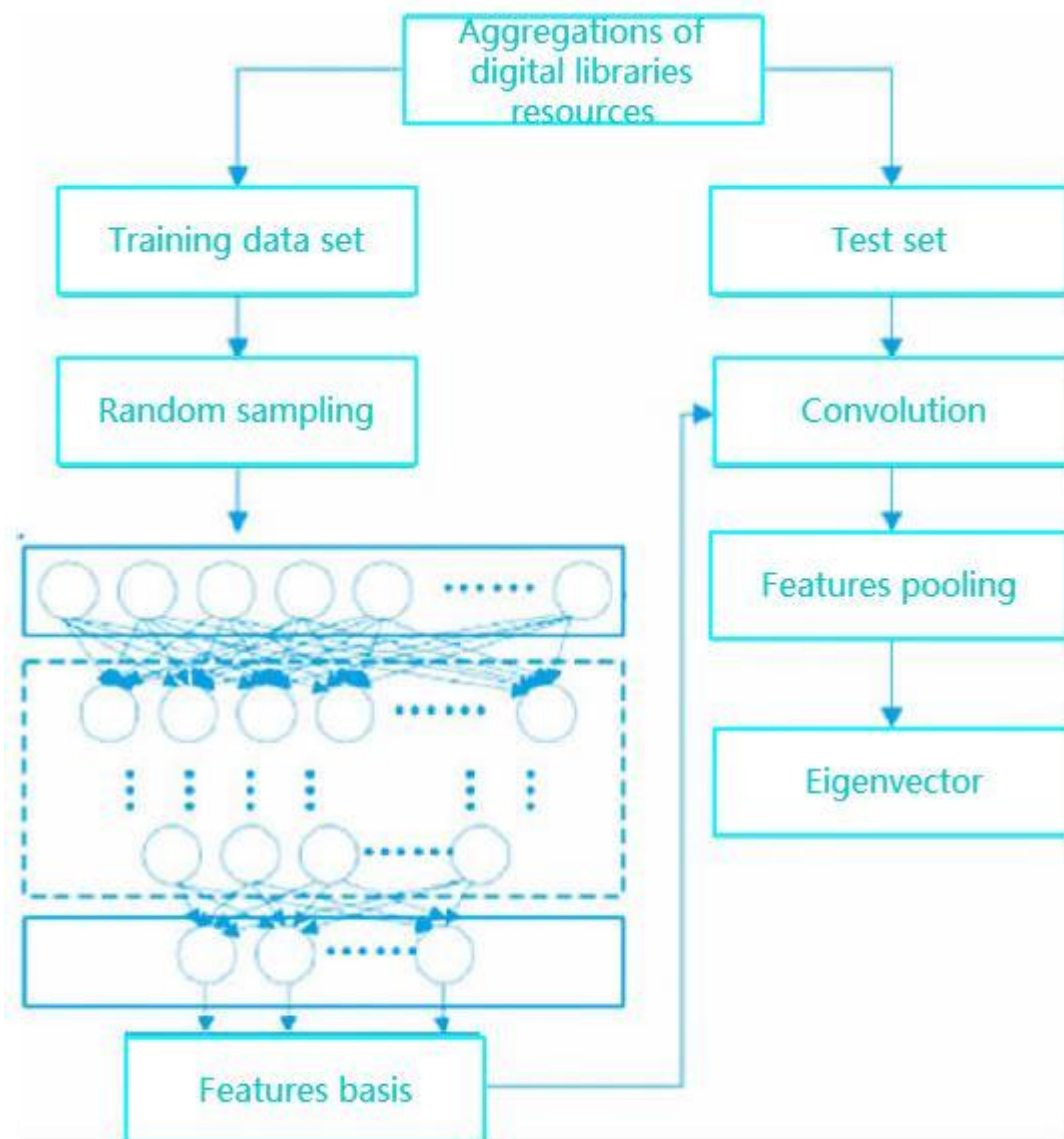 Aggregations of
digital libraries
resources
Training data set
Test set
Random sampling
Convolution
Features pooling
Eigenvector
Features basis